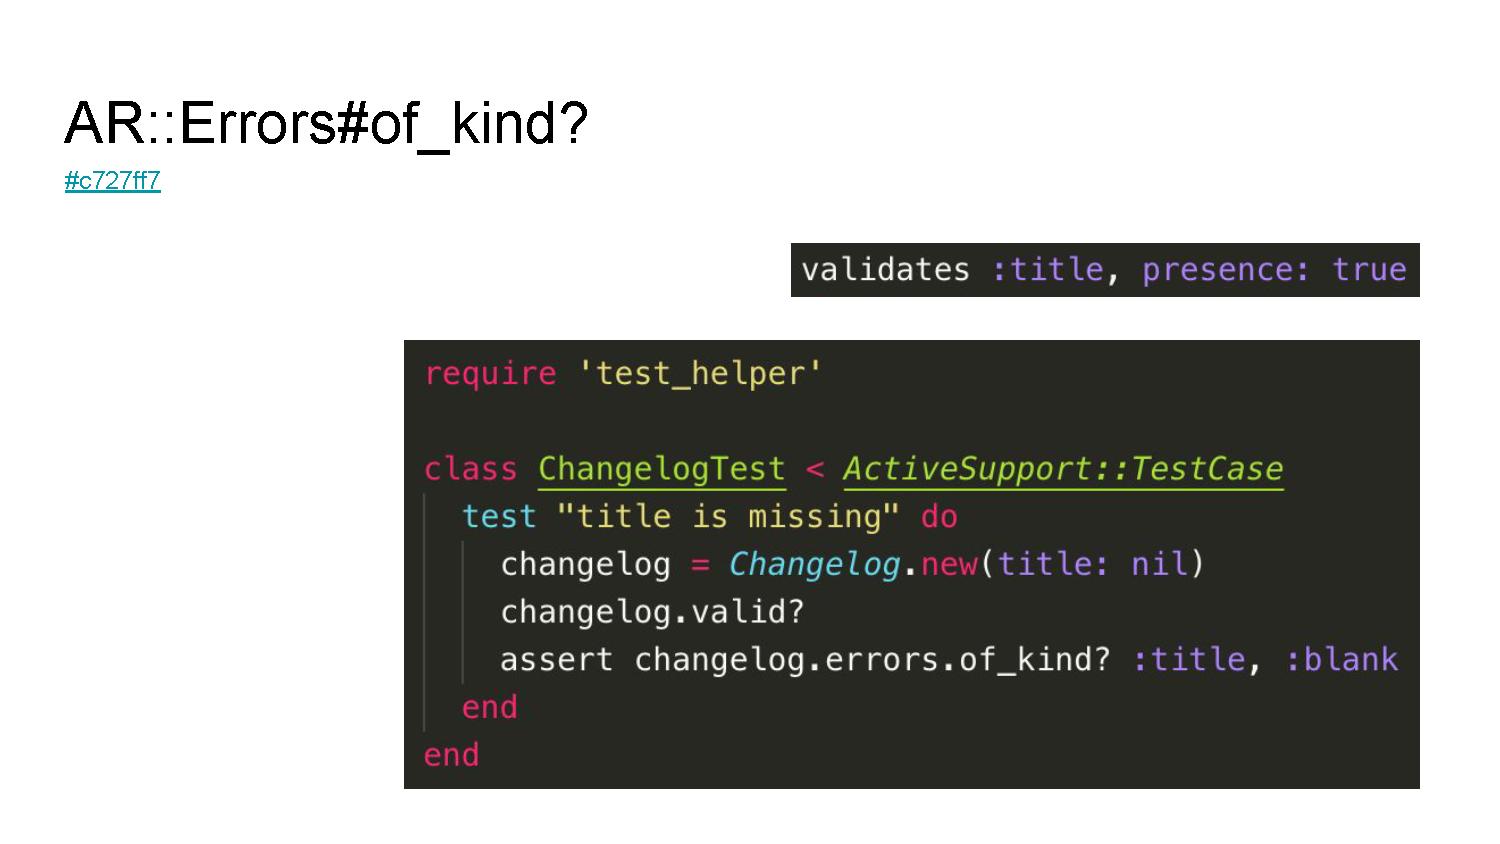 AR::Errors#of_kind?
#c727ff7
validates :title, presence: true
require 'test_helper'
class ChangelogTest < ActiveSupport::TestCase
test "title is missing" do
changelog = Changelog.new(title: nil)
changelog.valid?
assert changelog.errors.of_kind? :title, :blank
end
end